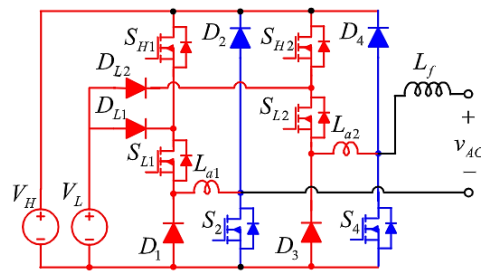 S_H1 D_2 S_H2 D_4
D_L2 L_f
D_L1 S_L2 L_a2 +
S_L1 L_a1 v_AC
V_H V_L −
D_1 S_2 D_3 S_4